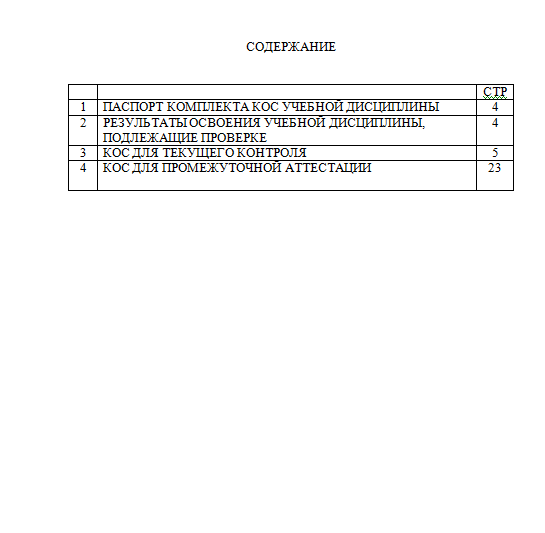 СОДЕРЖАНИЕ
СТР
1 ПАСПОРТ КОМПЛЕКТА КОС УЧЕБНОЙ ДИСЦИПЛИНЫ 4
2 РЕЗУЛЬТАТЫ ОСВОЕНИЯ УЧЕБНОЙ ДИСЦИПЛИНЫ, 4
ПОДЛЕЖАЩИЕ ПРОВЕРКЕ
3 КОС ДЛЯ ТЕКУЩЕГО КОНТРОЛЯ 5
4 КОС ДЛЯ ПРОМЕЖУТОЧНОЙ АТТЕСТАЦИИ 23